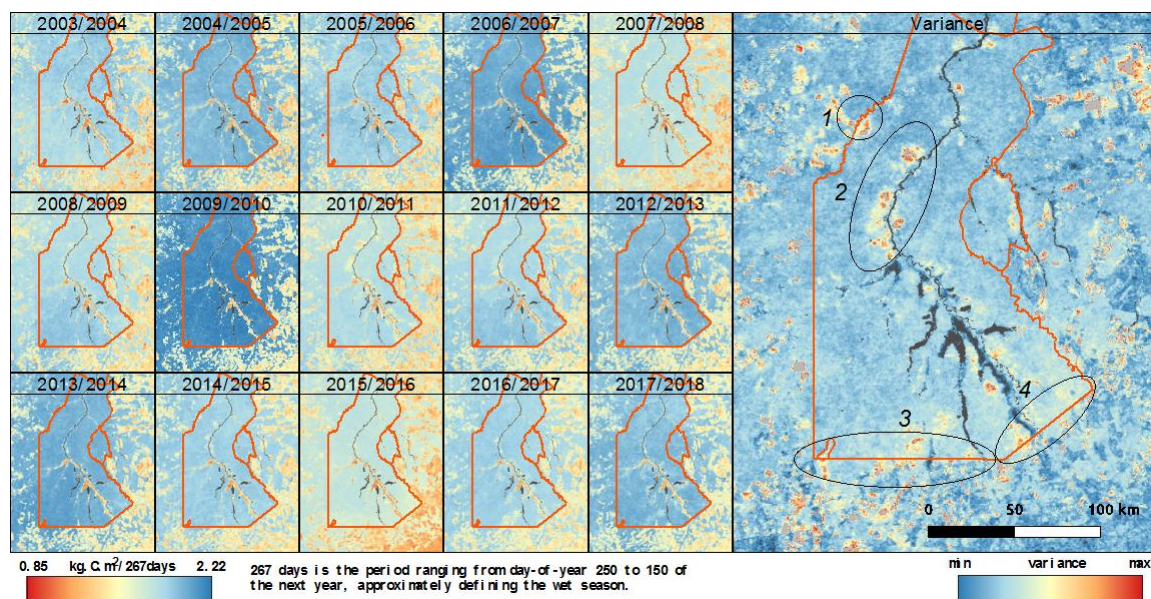 2003/2004 2004/2005 2005/2006 2006/2007 2007/2008 Variance
2008/2009 2009/2010 2010/2011 2011/2012 2012/2013
2013/2014 2014/2015 2015/2016 2016/2017 2017/2018
1
2
3
4
0 50 100 km
0.85 kg.C.m²/267days 2.22
267 days is the period ranging from day-of-year 250 to 150 of
the next year, approximately defining the wet season.
min variance max